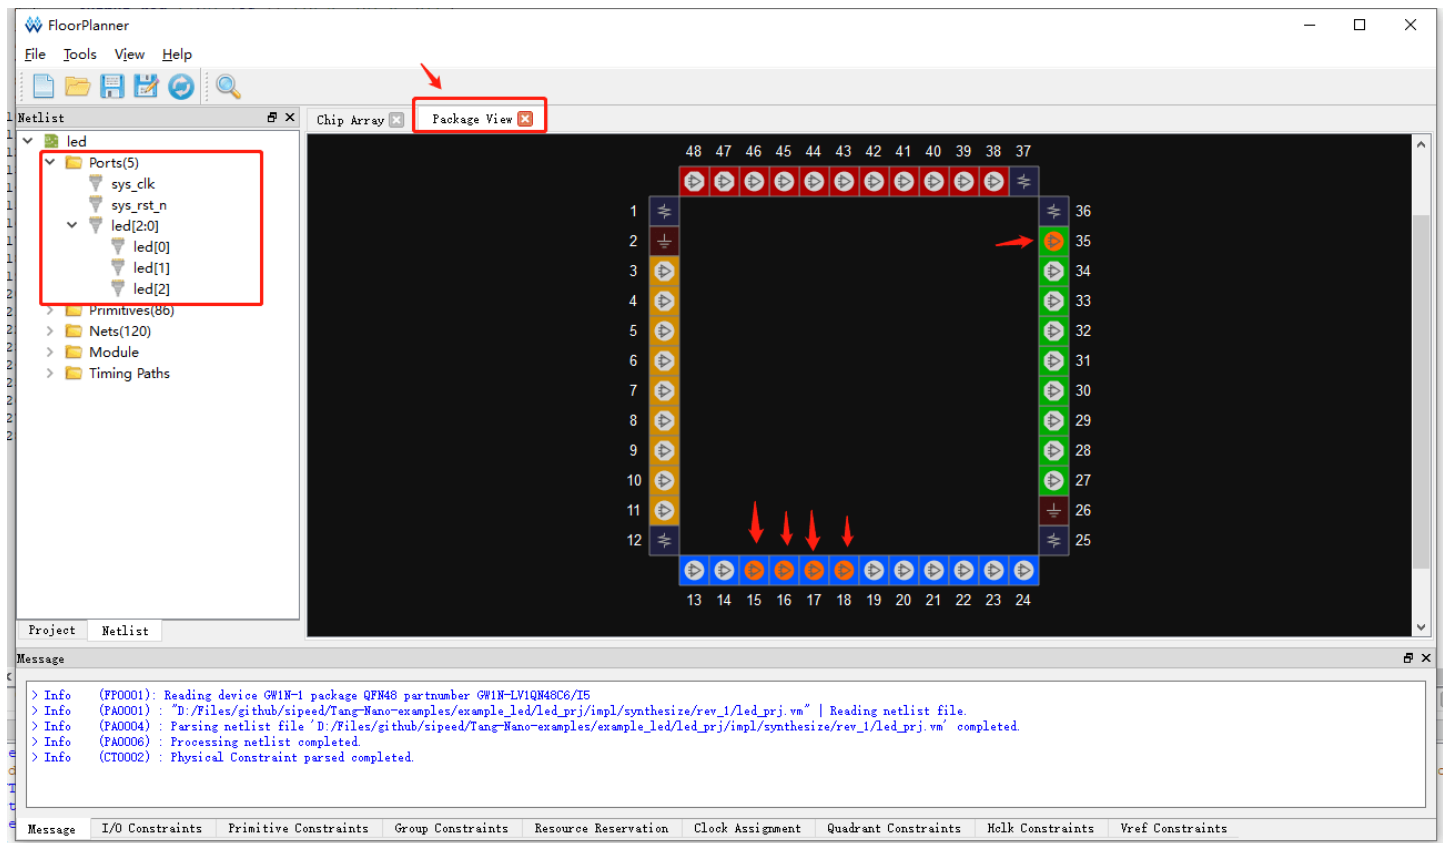 FloorPlanner
File Tools View Help
Netlist
Chip Array
Package View
led
Ports(5)
sys_clk
sys_rst_n
led[2:0]
led[0]
led[1]
led[2]
Primitives(86)
Nets(120)
Module
Timing Paths
48 47 46 45 44 43 42 41 40 39 38 37
1 36
2 35
3 34
4 33
5 32
6 31
7 30
8 29
9 28
10 27
11 26
12 25
13 14 15 16 17 18 19 20 21 22 23 24
Project Netlist
Message
> Info (FP0001): Reading device GW1N-1 package QFN48 partnumber GW1N-LV1QN48C6/I5
> Info (PA0001) : "D:/Files/github/sipeed/Tang-Nano-examples/example_led/led_prj/impl/synthesize/rev_1/led_prj.vm" | Reading netlist file.
> Info (PA0004) : Parsing netlist file 'D:/Files/github/sipeed/Tang-Nano-examples/example_led/led_prj/impl/synthesize/rev_1/led_prj.vm' completed.
> Info (PA0006) : Processing netlist completed.
> Info (CT0002) : Physical Constraint parsed completed.
Message I/O Constraints Primitive Constraints Group Constraints Resource Reservation Clock Assignment Quadrant Constraints Hclk Constraints Vref Constraints